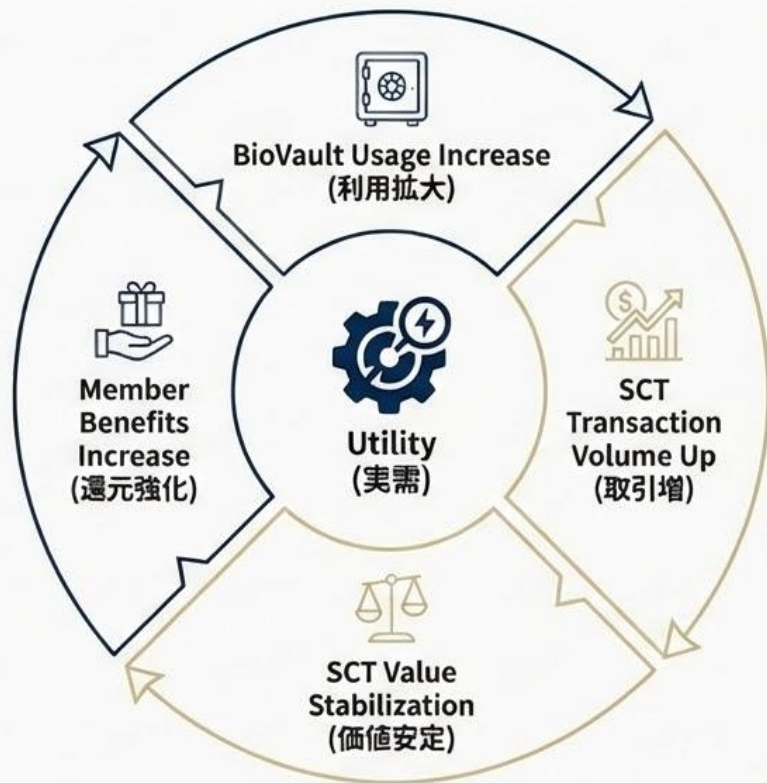 BioVault Usage Increase
(利用拡大)
Member
Benefits
Increase
(還元強化)
Utility
(実需)
SCT
Transaction
Volume Up
(取引増)
SCT Value
Stabilization
(価値安定)